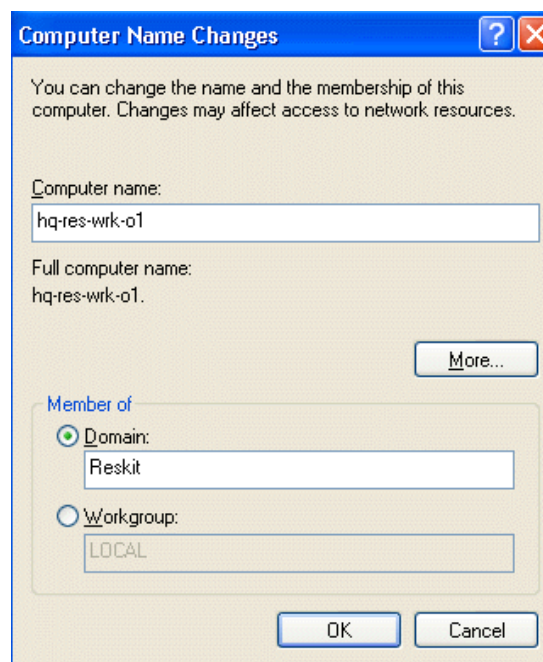 Computer Name Changes
You can change the name and the membership of this
computer. Changes may affect access to network resources.
Computer name:
hq-res-wrk-o1
Full computer name:
hq-res-wrk-o1.
More...
Member of
Domain:
Reskit
Workgroup:
LOCAL
OK Cancel